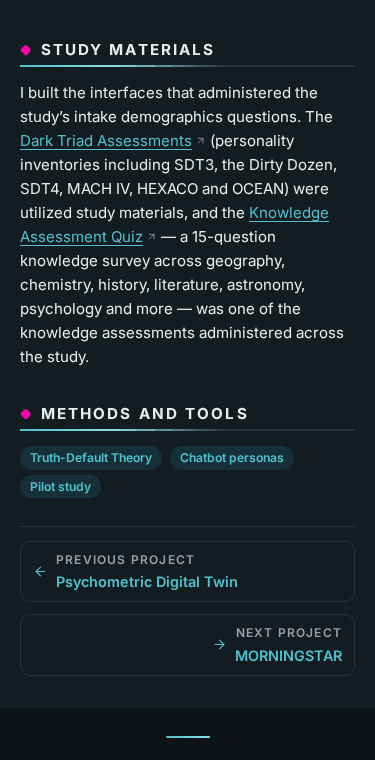 STUDY MATERIALS
I built the interfaces that administered the
study’s intake demographics questions. The
Dark Triad Assessments ↗ (personality
inventories including SDT3, the Dirty Dozen,
SDT4, MACH IV, HEXACO and OCEAN) were
utilized study materials, and the Knowledge
Assessment Quiz ↗ — a 15-question
knowledge survey across geography,
chemistry, history, literature, astronomy,
psychology and more — was one of the
knowledge assessments administered across
the study.
METHODS AND TOOLS
Truth-Default Theory Chatbot personas
Pilot study
PREVIOUS PROJECT
← Psychometric Digital Twin
NEXT PROJECT
→ MORNINGSTAR